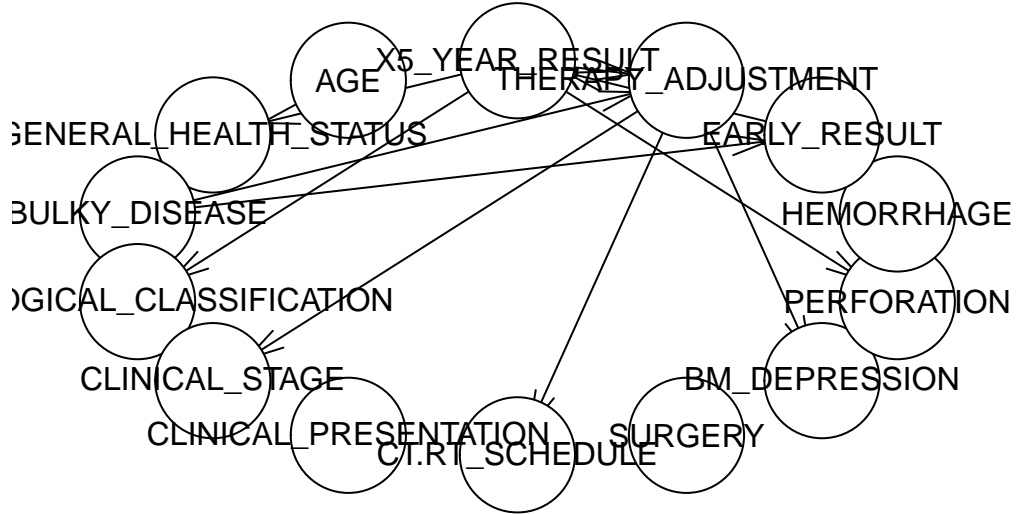 X5_YEAR_RESULT
AGE
THERAPY_ADJUSTMENT
GENERAL_HEALTH_STATUS
EARLY_RESULT
BULKY_DISEASE
HEMORRHAGE
OGICAL_CLASSIFICATION
PERFORATION
CLINICAL_STAGE
BM_DEPRESSION
CLINICAL_PRESENTATION
SURGERY
CT.RT_SCHEDULE